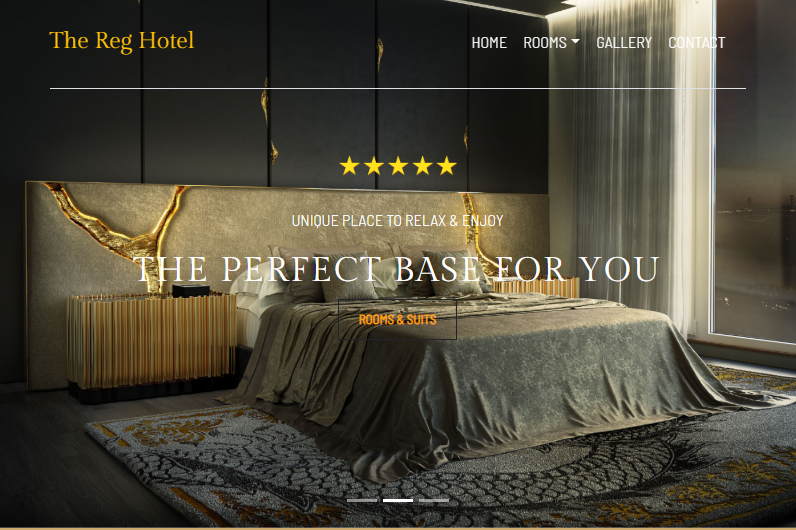 The Reg Hotel
HOME ROOMS GALLERY CONTACT
UNIQUE PLACE TO RELAX & ENJOY
THE PERFECT BASE FOR YOU
ROOMS & SUITS